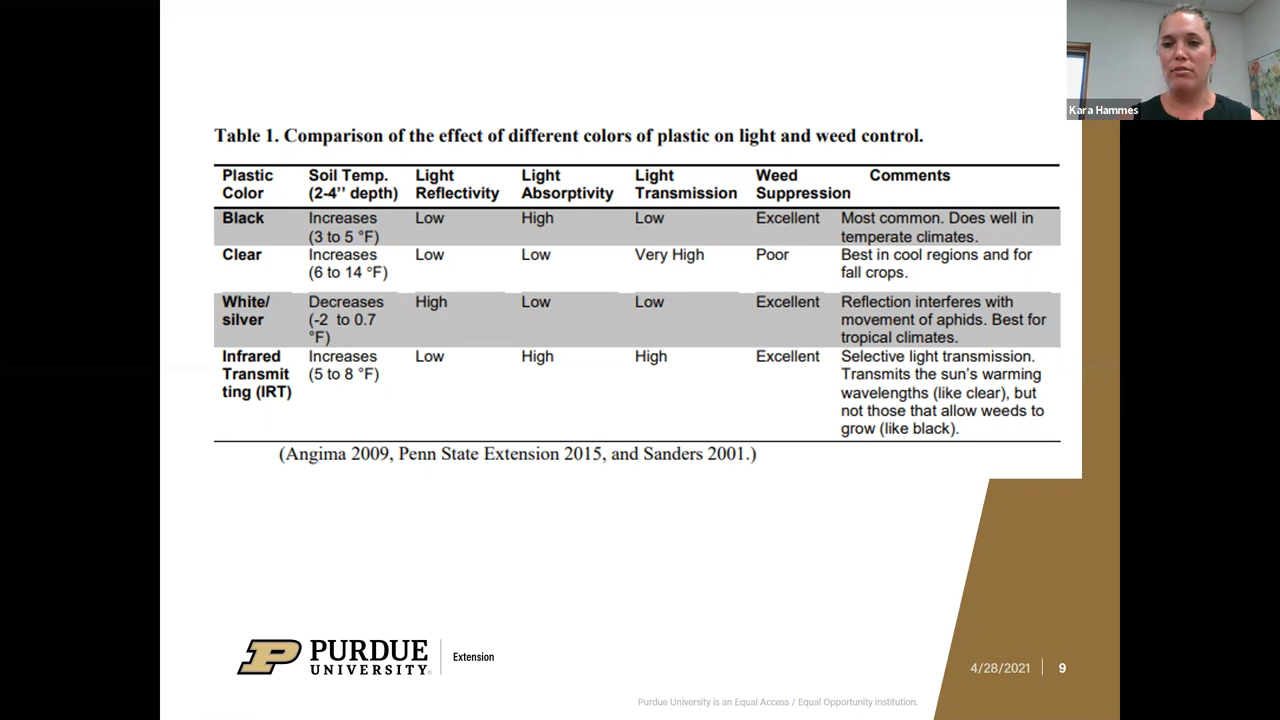 Kara Hammes
Table 1. Comparison of the effect of different colors of plastic on light and weed control.
Plastic Color | Soil Temp. (2-4'' depth) | Light Reflectivity | Light Absorptivity | Light Transmission | Weed Suppression | Comments
Black | Increases (3 to 5 °F) | Low | High | Low | Excellent | Most common. Does well in temperate climates.
Clear | Increases (6 to 14 °F) | Low | Low | Very High | Poor | Best in cool regions and for fall crops.
White/ silver | Decreases (-2 to 0.7 °F) | High | Low | Low | Excellent | Reflection interferes with movement of aphids. Best for tropical climates.
Infrared Transmit ting (IRT) | Increases (5 to 8 °F) | Low | High | High | Excellent | Selective light transmission. Transmits the sun's warming wavelengths (like clear), but not those that allow weeds to grow (like black).
(Angima 2009, Penn State Extension 2015, and Sanders 2001.)
PURDUE
UNIVERSITY®
Extension
4/28/2021 | 9
Purdue University is an Equal Access / Equal Opportunity institution.